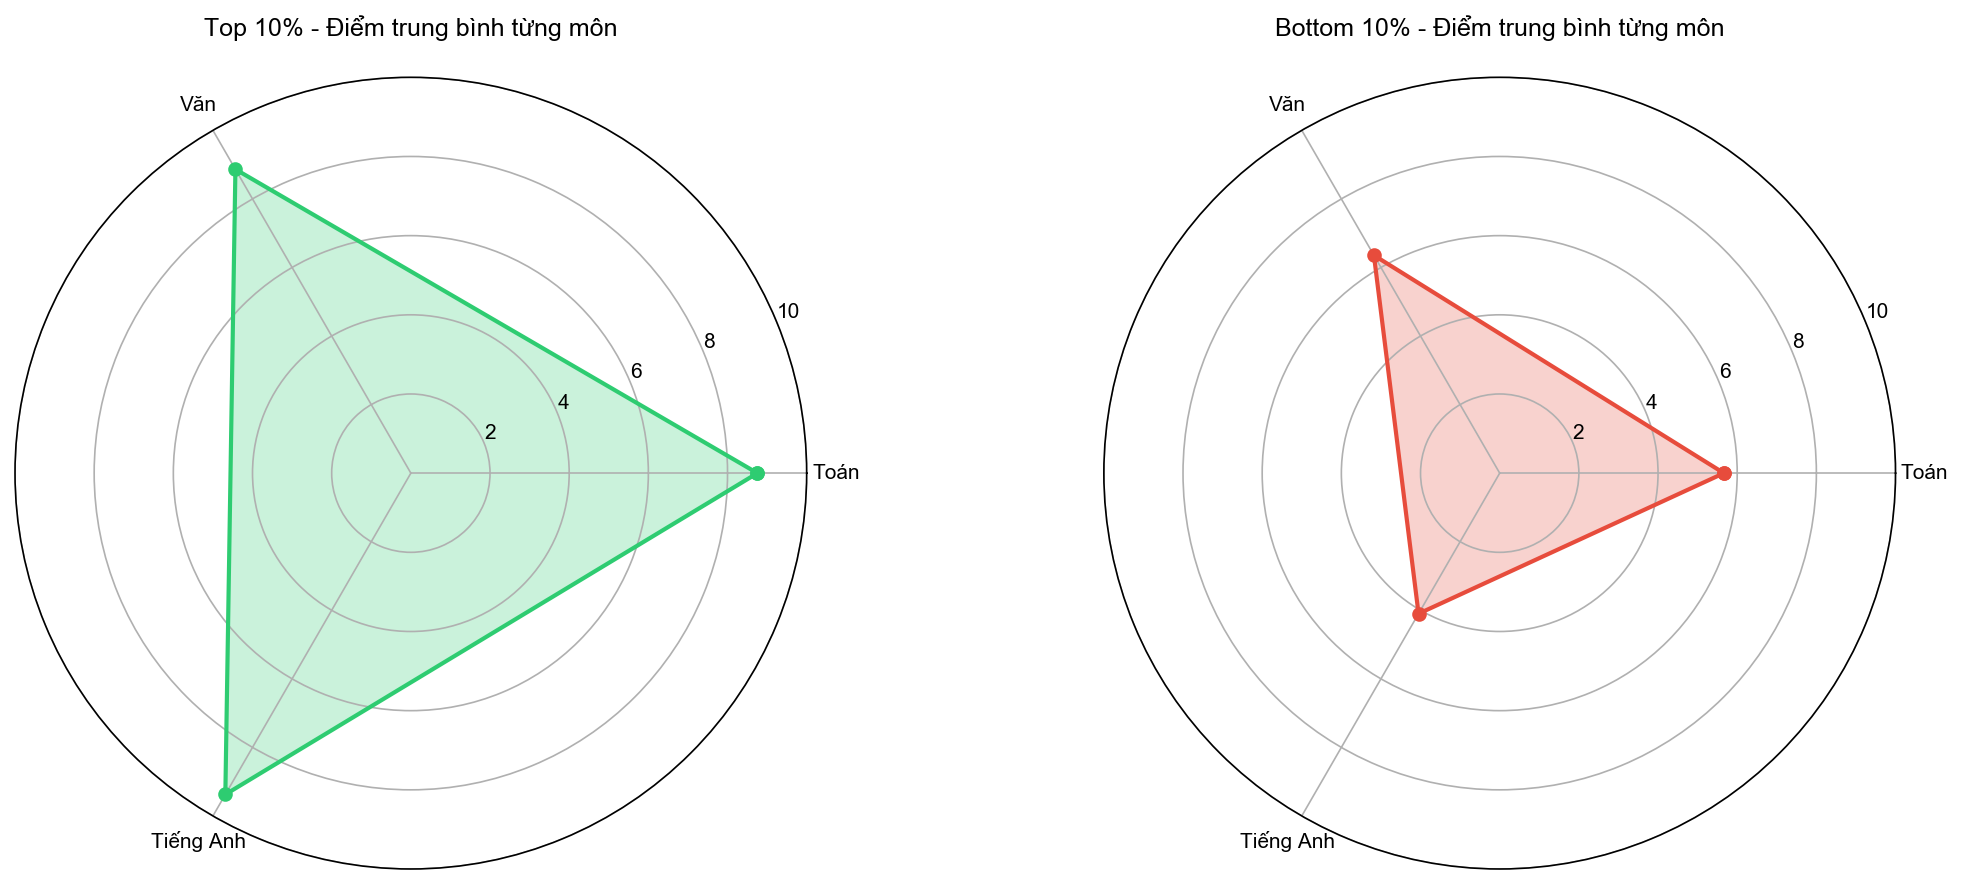 Top 10% - Điểm trung bình từng môn
Văn
10
8
6
4
2
Toán
Tiếng Anh
Bottom 10% - Điểm trung bình từng môn
Văn
10
8
6
4
2
Toán
Tiếng Anh